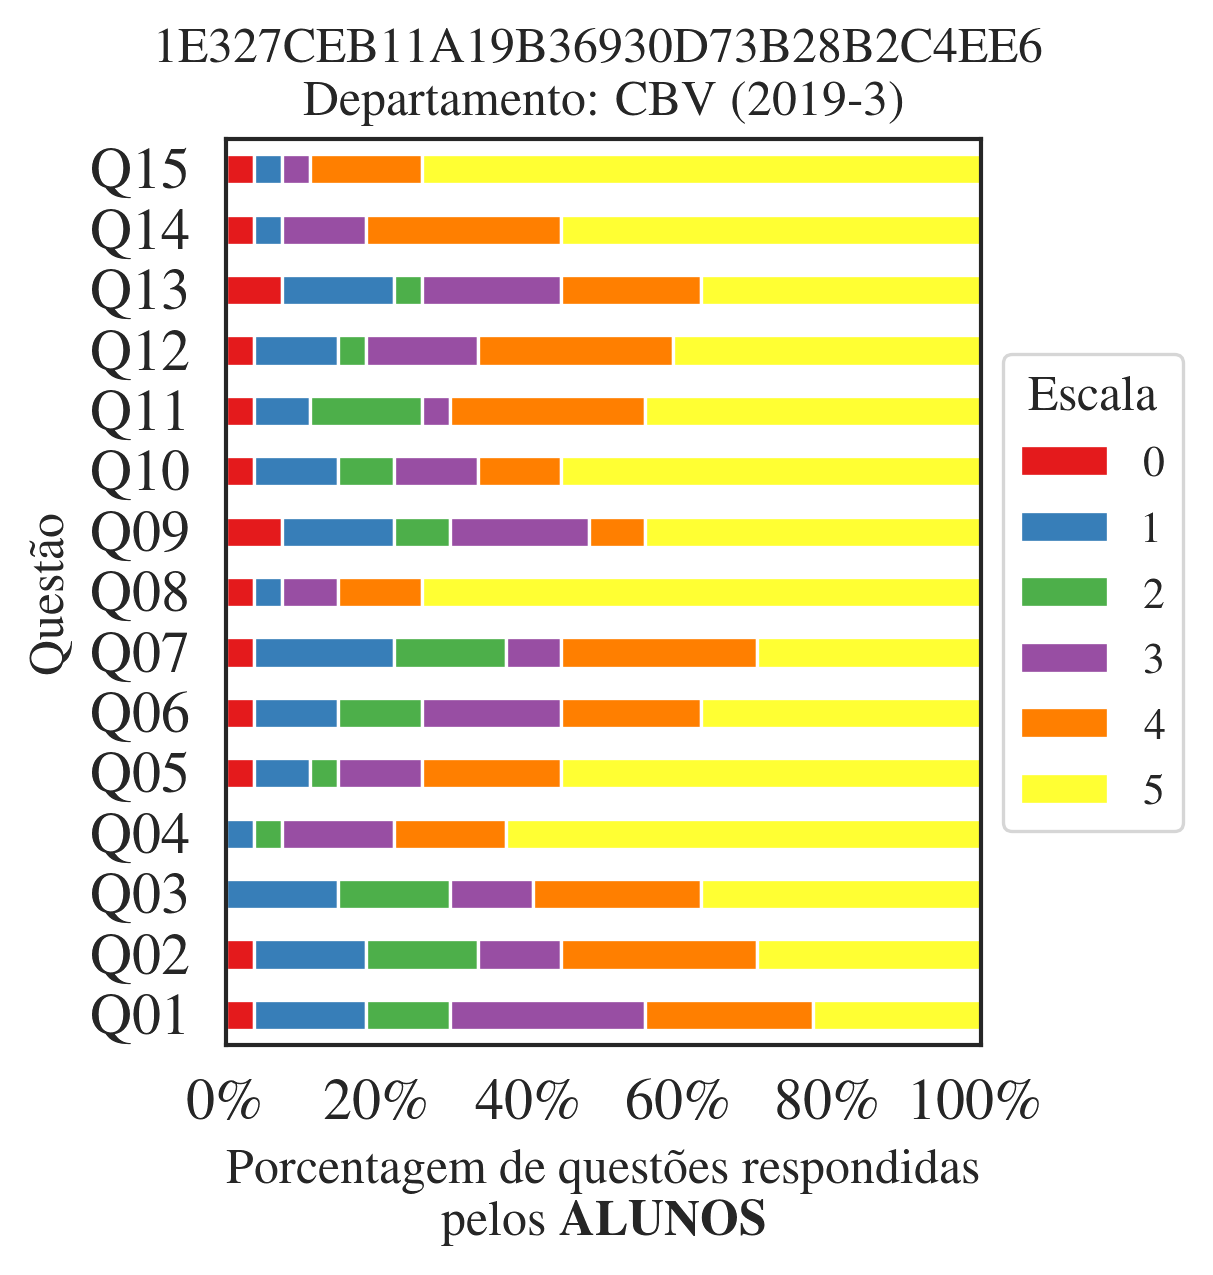 1E327CEB11A19B36930D73B28B2C4EE6
Departamento: CBV (2019-3)
Questão
Q15
Q14
Q13
Q12
Q11
Q10
Q09
Q08
Q07
Q06
Q05
Q04
Q03
Q02
Q01
0% 20% 40% 60% 80% 100%
Porcentagem de questões respondidas
pelos ALUNOS
Escala
0
1
2
3
4
5